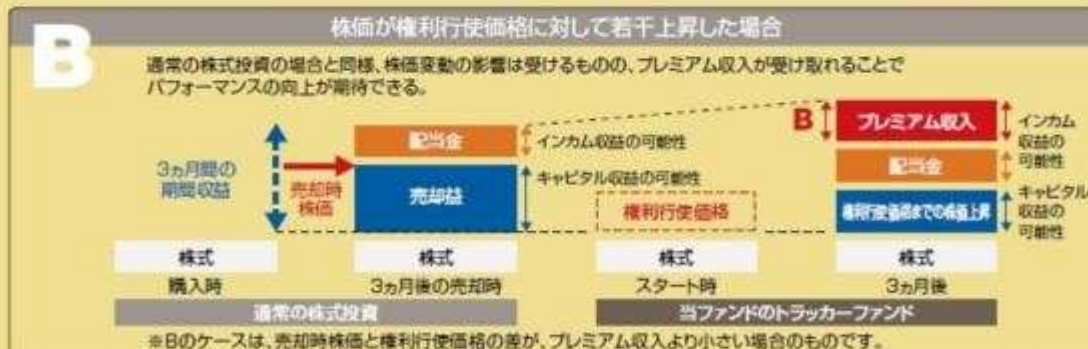 B
株価が権利行使価格に対して若干上昇した場合
通常の株式投資の場合と同様、株価変動の影響は受けるものの、プレミアム収入が受け取れることで
パフォーマンスの向上が期待できる。
3ヵ月間の
期間収益
売却時
株価
配当金
売却益
インカム収益の可能性
キャピタル収益の可能性
権利行使価格
B
プレミアム収入
配当金
権利行使価格までの株価上昇
インカム
収益の
可能性
キャピタル
収益の
可能性
株式
株式
株式
株式
購入時
3ヵ月後の売却時
スタート時
3ヵ月後
通常の株式投資
当ファンドのトラッカーファンド
※Bのケースは、売却時株価と権利行使価格の差が、プレミアム収入より小さい場合のものです。